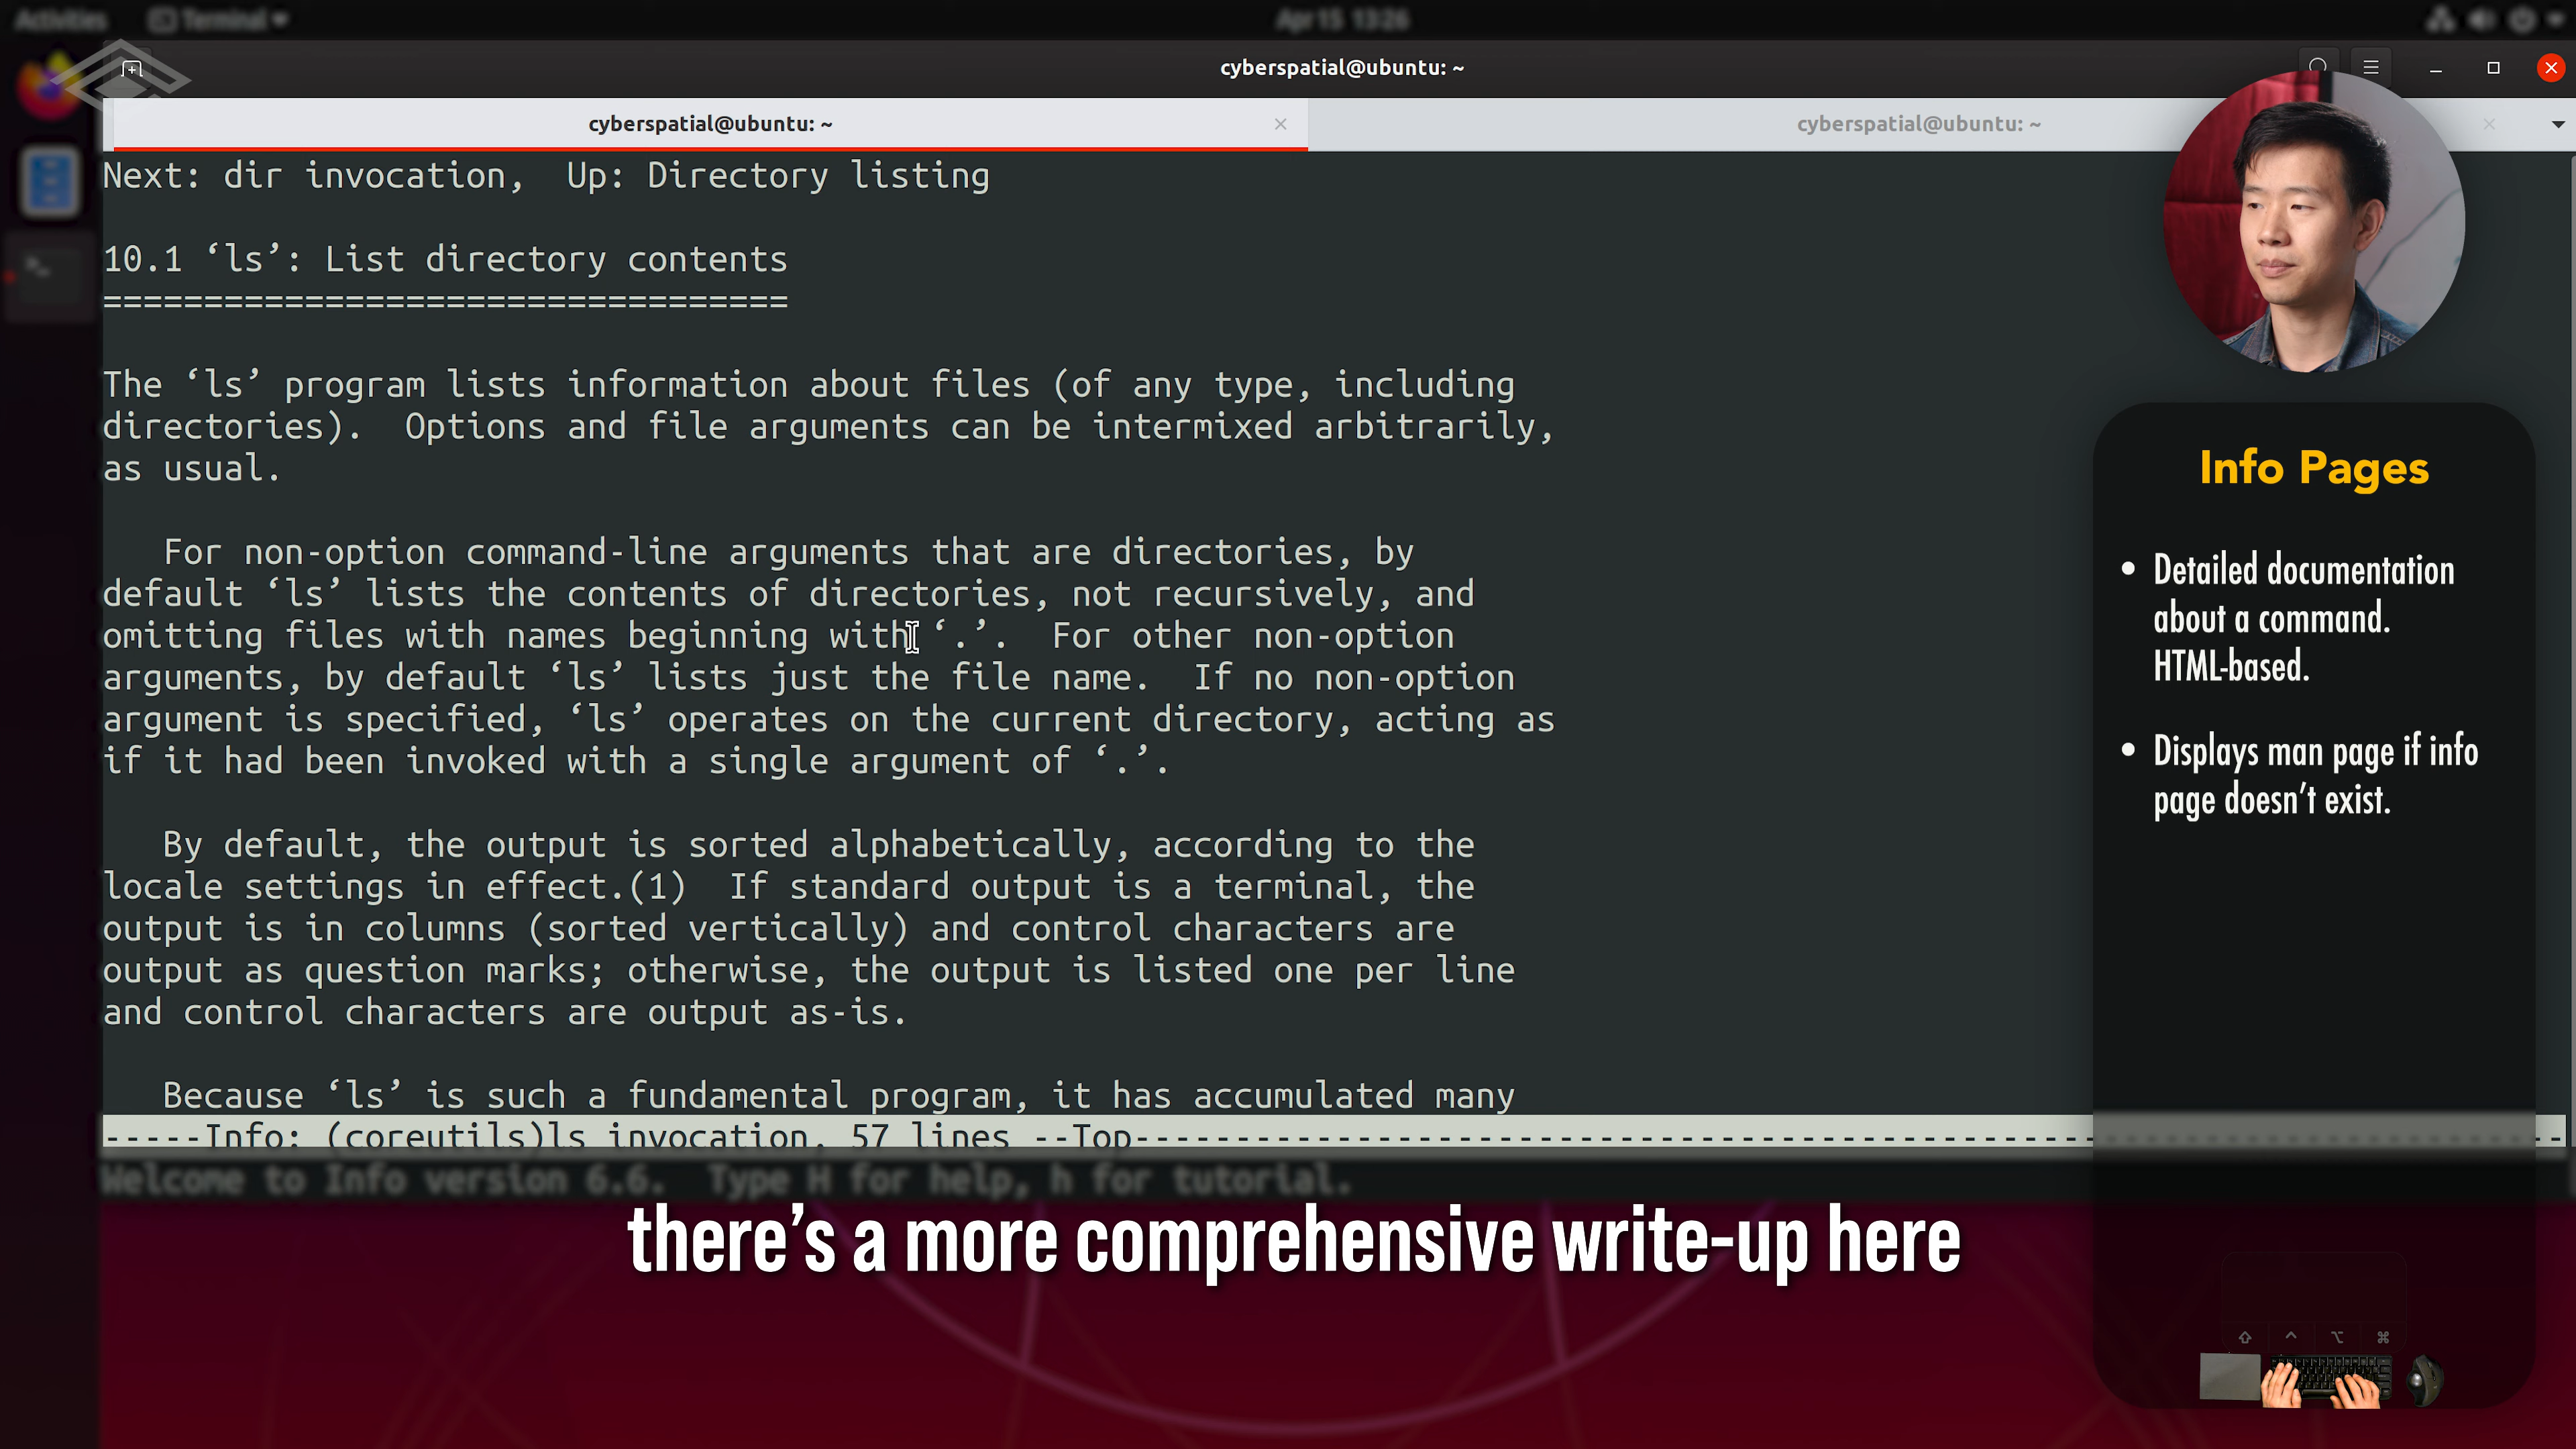 Activities
Terminal
Apr 15 13:26
cyberspatial@ubuntu: ~
cyberspatial@ubuntu: ~
cyberspatial@ubuntu: ~
Next: dir invocation,  Up: Directory listing
10.1 ‘ls’: List directory contents
==================================
The ‘ls’ program lists information about files (of any type, including
directories).  Options and file arguments can be intermixed arbitrarily,
as usual.
For non-option command-line arguments that are directories, by
default ‘ls’ lists the contents of directories, not recursively, and
omitting files with names beginning with ‘.’.  For other non-option
arguments, by default ‘ls’ lists just the file name.  If no non-option
argument is specified, ‘ls’ operates on the current directory, acting as
if it had been invoked with a single argument of ‘.’.
By default, the output is sorted alphabetically, according to the
locale settings in effect.(1)  If standard output is a terminal, the
output is in columns (sorted vertically) and control characters are
output as question marks; otherwise, the output is listed one per line
and control characters are output as-is.
Because ‘ls’ is such a fundamental program, it has accumulated many
-----Info: (coreutils)ls invocation, 57 lines --Top-----
Welcome to Info version 6.6.  Type H for help, h for tutorial.
Info Pages
• Detailed documentation
about a command.
HTML-based.
• Displays man page if info
page doesn’t exist.
there’s a more comprehensive write-up here